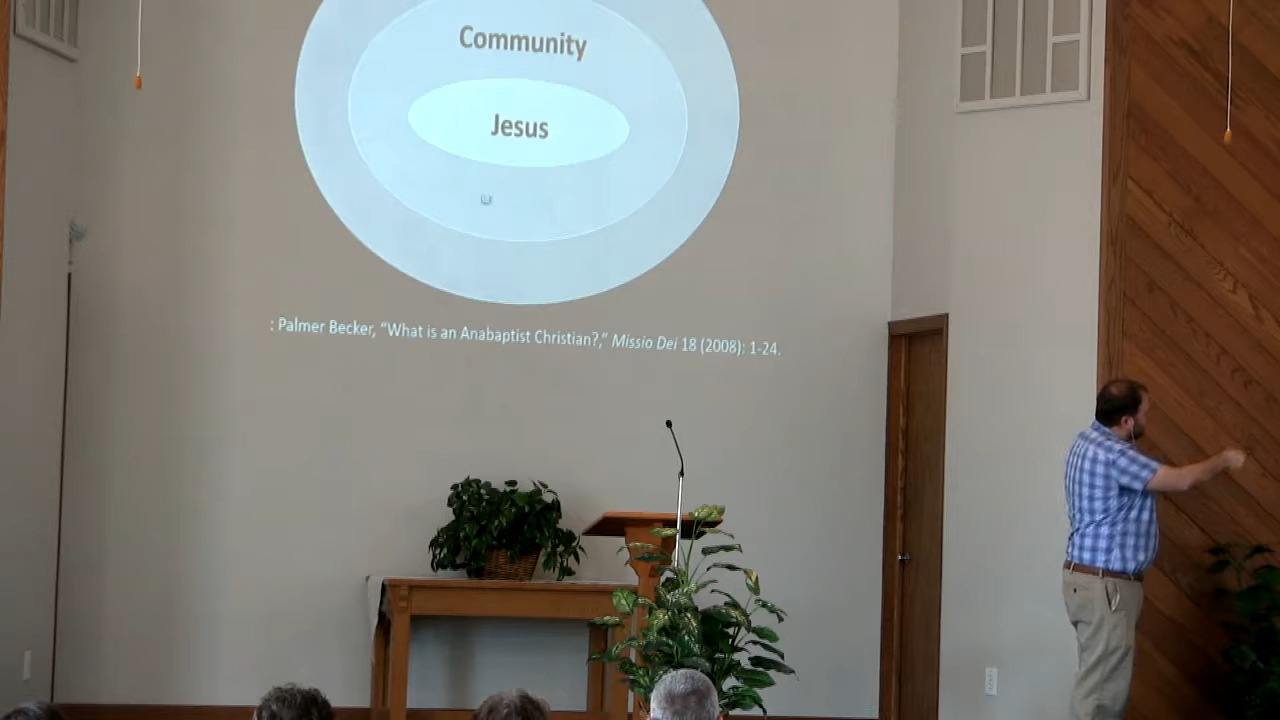 Community
Jesus
: Palmer Becker, “What is an Anabaptist Christian?,” Missio Dei 18 (2008): 1-24.